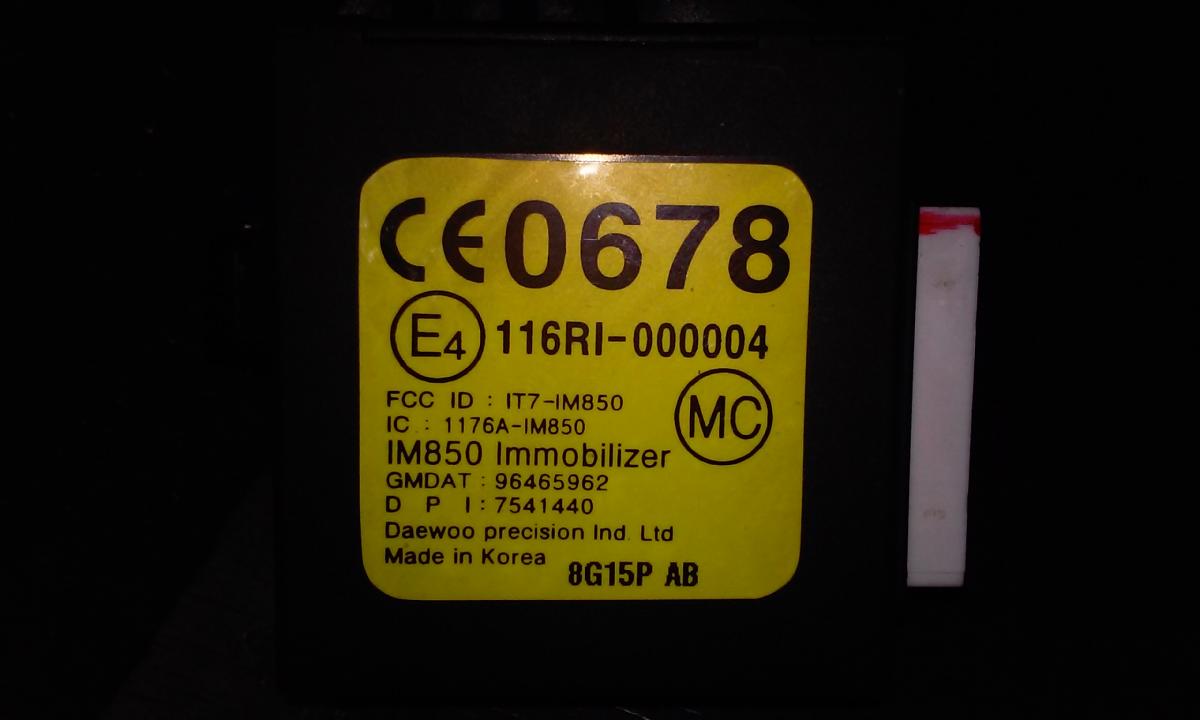 CE0678
E4 116RI-000004
FCC ID : IT7-IM850
IC : 1176A-IM850
MC
IM850 Immobilizer
GMDAT : 96465962
D P I : 7541440
Daewoo precision Ind. Ltd
Made in Korea
8G15P AB